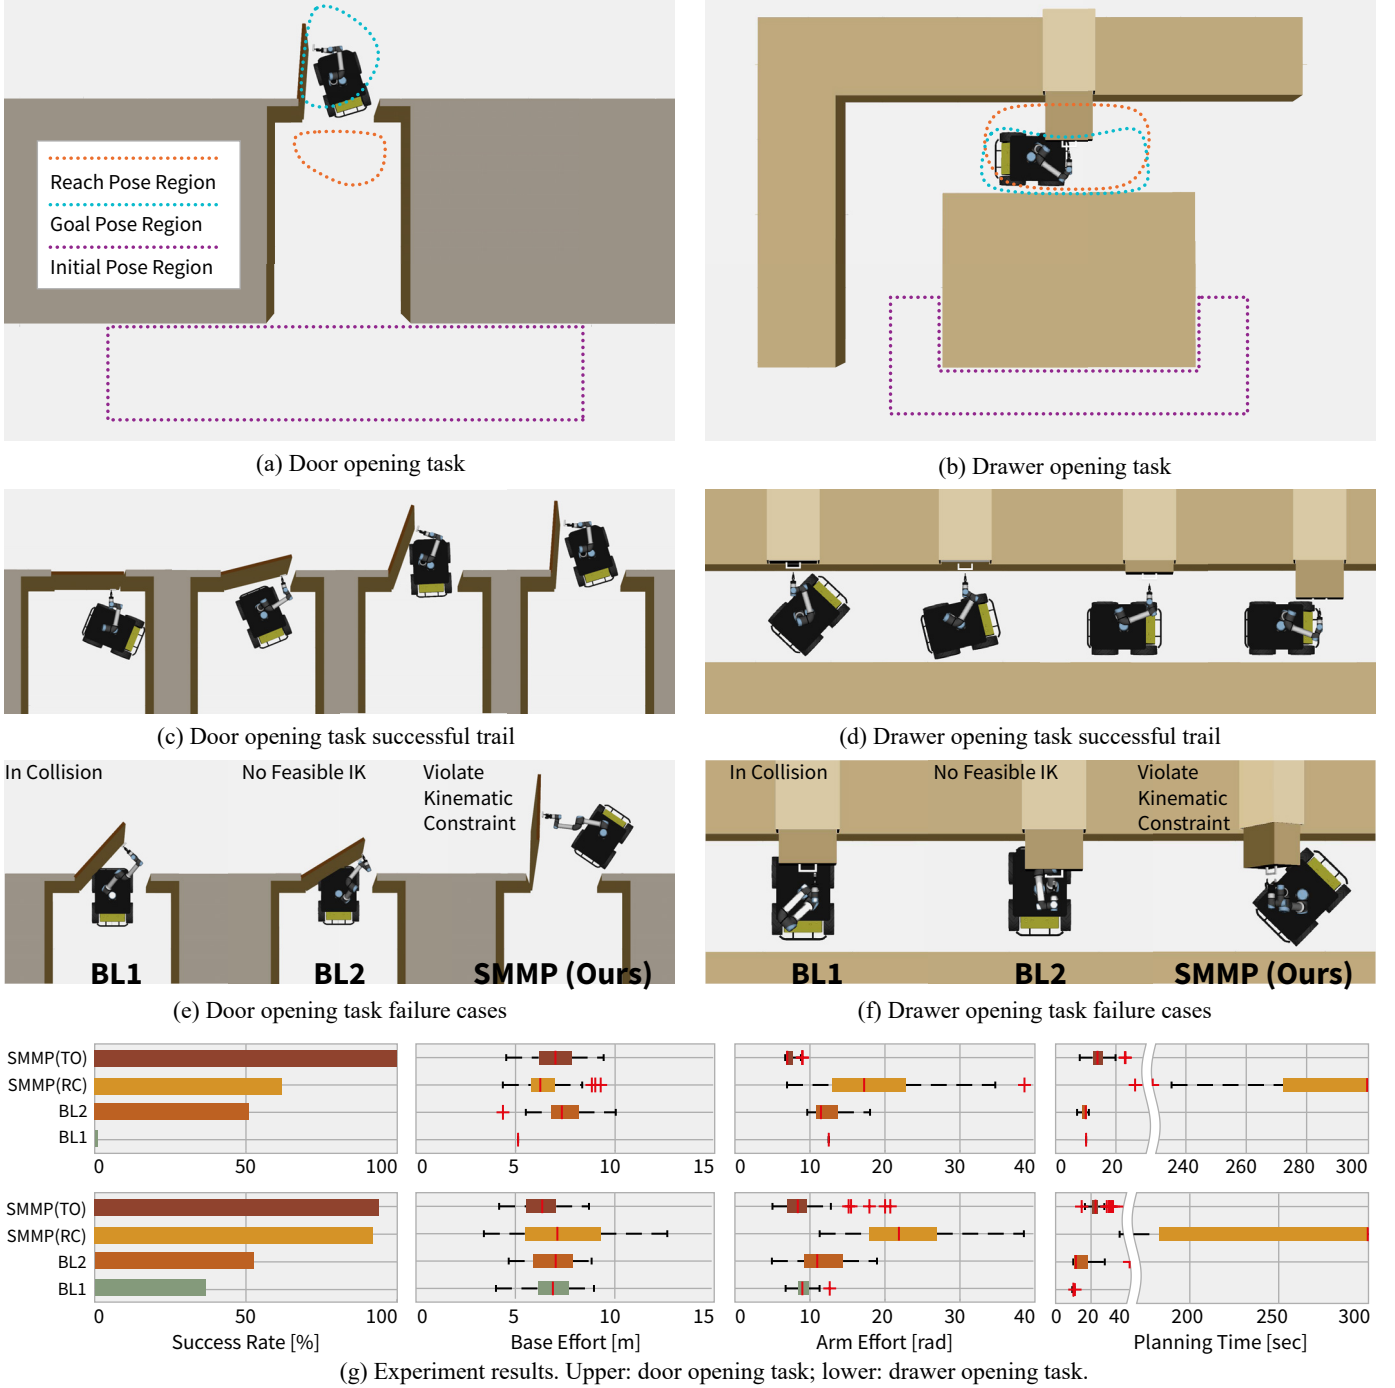 Reach Pose Region
Goal Pose Region
Initial Pose Region
(a) Door opening task
(b) Drawer opening task
(c) Door opening task successful trail
(d) Drawer opening task successful trail
In Collision
No Feasible IK
Violate
Kinematic
Constraint
BL1
BL2
SMMP (Ours)
In Collision
No Feasible IK
Violate
Kinematic
Constraint
BL1
BL2
SMMP (Ours)
(e) Door opening task failure cases
(f) Drawer opening task failure cases
SMMP(TO)
SMMP(RC)
BL2
BL1
0 50 100
0 5 10 15
0 10 20 30 40
0 20 240 260 280 300
SMMP(TO)
SMMP(RC)
BL2
BL1
0 50 100
0 5 10 15
0 10 20 30 40
0 20 40 200 250 300
Success Rate [%]
Base Effort [m]
Arm Effort [rad]
Planning Time [sec]
(g) Experiment results. Upper: door opening task; lower: drawer opening task.